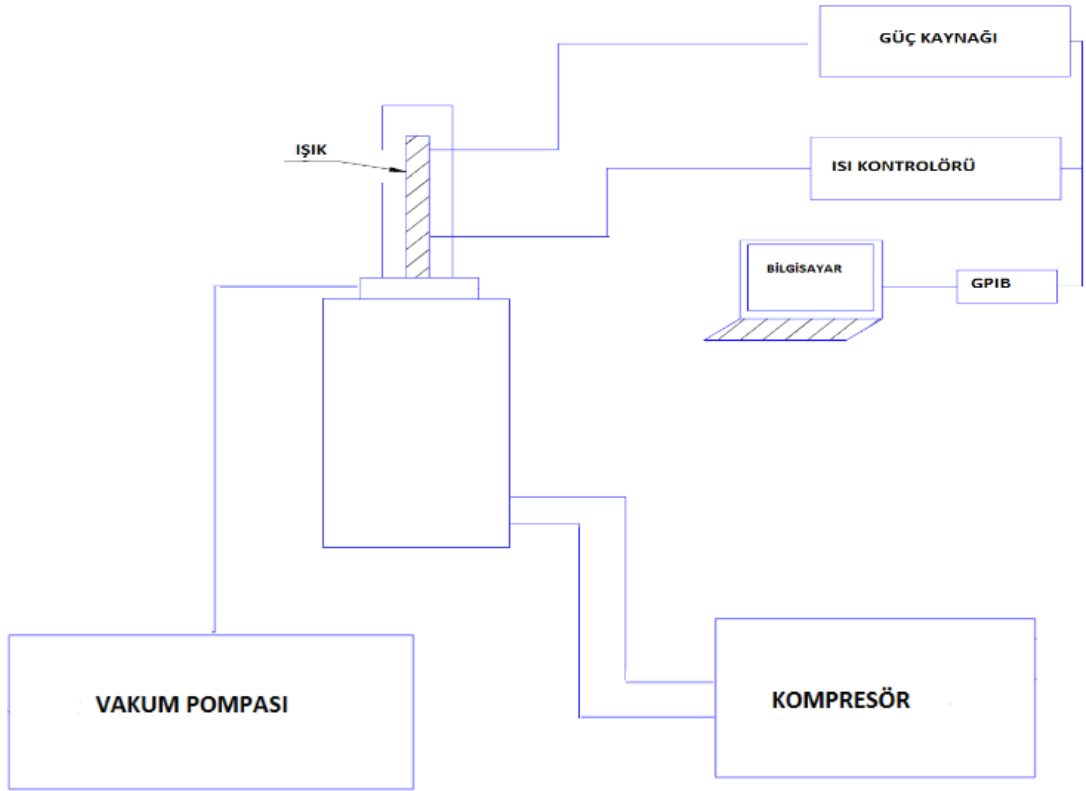 GÜÇ KAYNAĞI
IŞIK
ISI KONTROLÖRÜ
BİLGİSAYAR
GPIB
VAKUM POMPASI
KOMPRESÖR